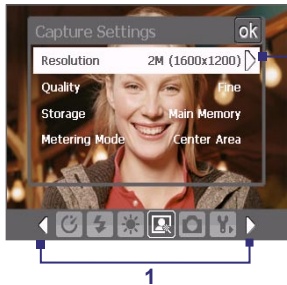 Capture Settings ok
Resolution 2M (1600x1200)
Quality Fine
Storage Main Memory
Metering Mode Center Area
1